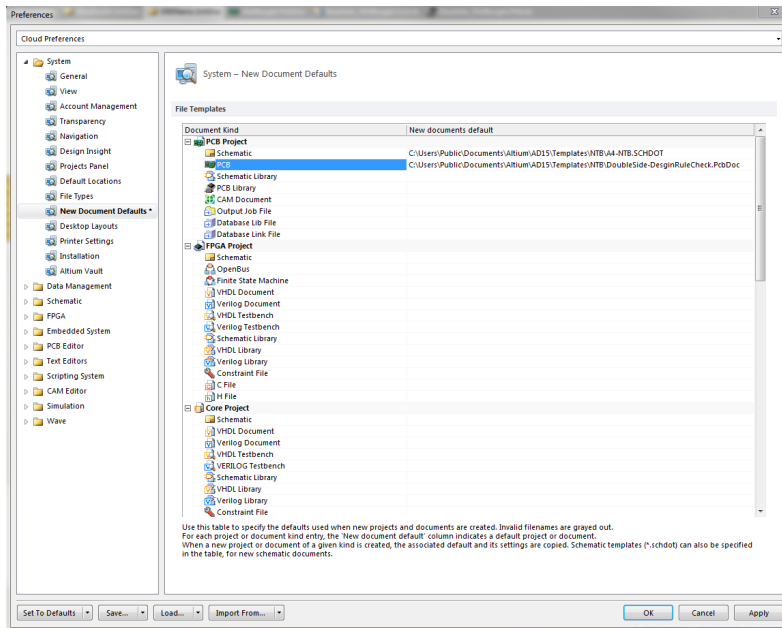 Preferences
Cloud Preferences
System
General
View
Account Management
Transparency
Navigation
Design Insight
Projects Panel
Default Locations
File Types
New Document Defaults *
Desktop Layouts
Printer Settings
Installation
Altium Vault
Data Management
Schematic
FPGA
Embedded System
PCB Editor
Text Editors
Scripting System
CAM Editor
Simulation
Wave
System – New Document Defaults
File Templates
Document Kind New documents default
PCB Project
Schematic C:\Users\Public\Documents\Altium\AD15\Templates\NTB\A4-NTB.SCHDOT
PCB C:\Users\Public\Documents\Altium\AD15\Templates\NTB\DoubleSide-DesginRuleCheck.PcbDoc
Schematic Library
PCB Library
CAM Document
Output Job File
Database Lib File
Database Link File
FPGA Project
Schematic
OpenBus
Finite State Machine
VHDL Document
Verilog Document
VHDL Testbench
Verilog Testbench
Schematic Library
VHDL Library
Verilog Library
Constraint File
C File
H File
Core Project
Schematic
VHDL Document
Verilog Document
VHDL Testbench
VERILOG Testbench
Schematic Library
VHDL Library
Verilog Library
Constraint File
Use this table to specify the defaults used when new projects and documents are created. Invalid filenames are grayed out.
For each project or document kind entry, the 'New document default' column indicates a default project or document.
When a new project or document of a given kind is created, the associated default and its settings are copied. Schematic templates (*.schdot) can also be specified
in the table, for new schematic documents.
Set To Defaults Save... Load... Import From... OK Cancel Apply